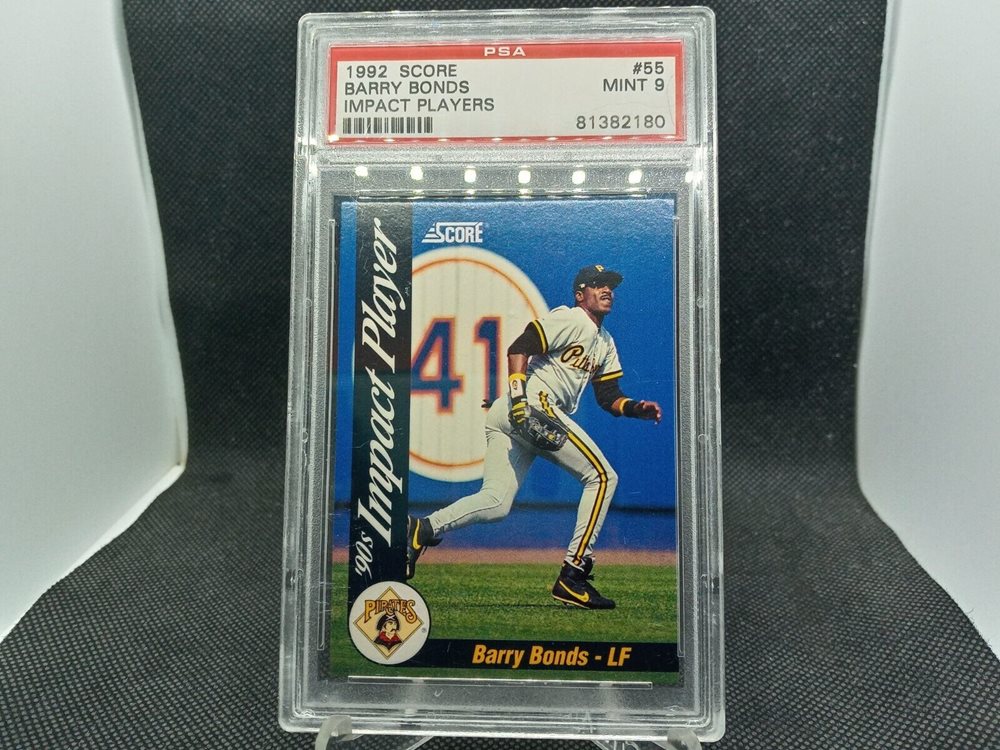 PSA
1992 SCORE
#55
BARRY BONDS
MINT 9
IMPACT PLAYERS
81382180
SCORE
'90s Impact Player
41
P
PIRATES
Barry Bonds - LF